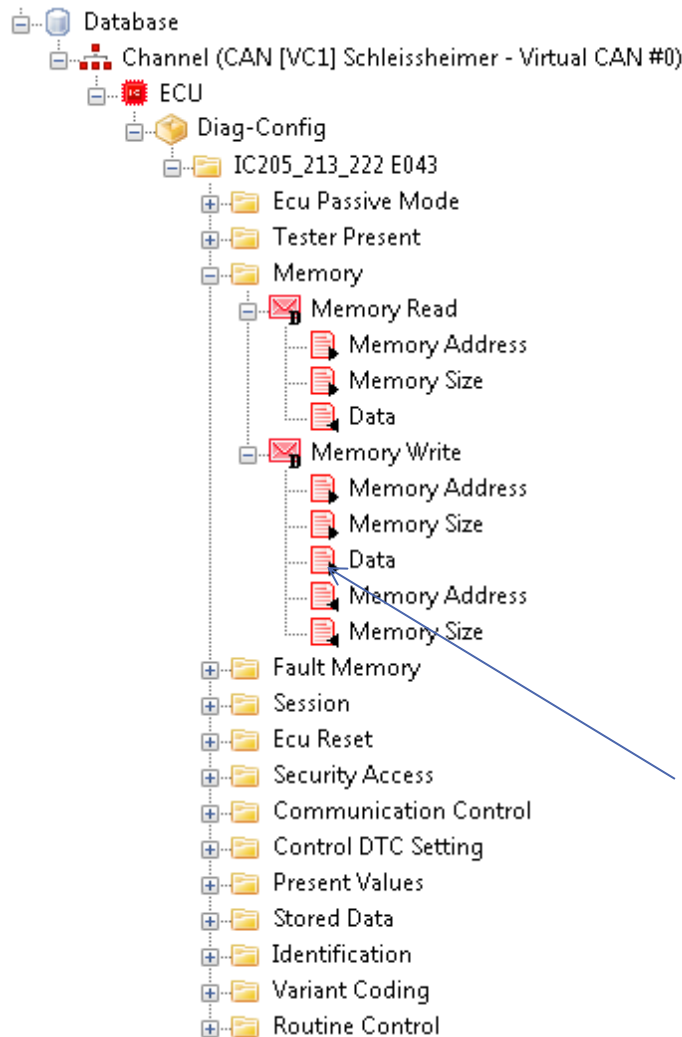 Database
Channel (CAN [VC1] Schleissheimer - Virtual CAN #0)
ECU
Diag-Config
IC205_213_222 E043
Ecu Passive Mode
Tester Present
Memory
Memory Read
Memory Address
Memory Size
Data
Memory Write
Memory Address
Memory Size
Data
Memory Address
Memory Size
Fault Memory
Session
Ecu Reset
Security Access
Communication Control
Control DTC Setting
Present Values
Stored Data
Identification
Variant Coding
Routine Control